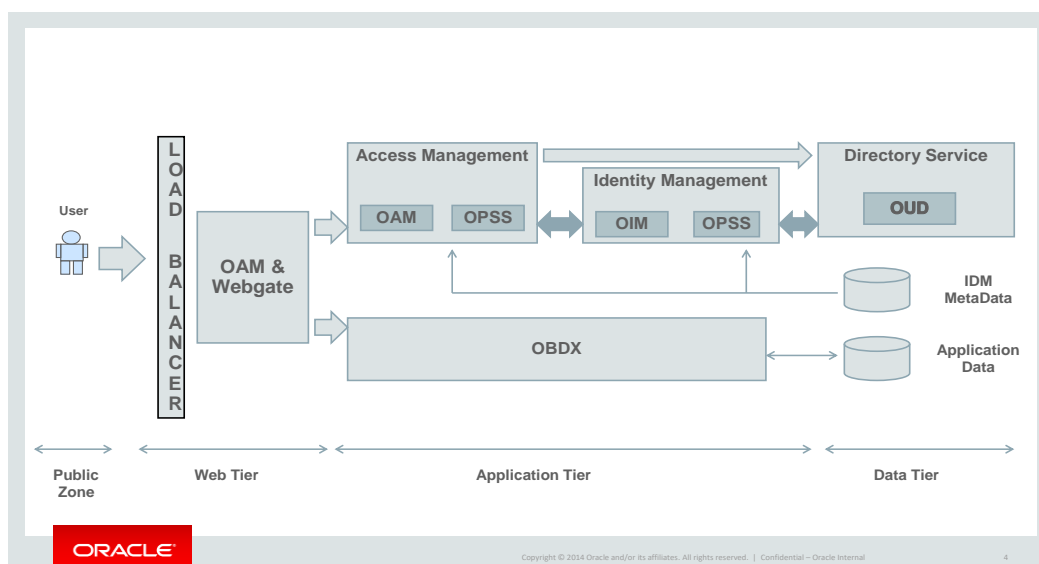 User
LOAD BALANCER
OAM &
Webgate
Access Management
OAM
OPSS
Identity Management
OIM
OPSS
Directory Service
OUD
IDM
MetaData
OBDX
Application
Data
Public
Zone
Web Tier
Application Tier
Data Tier
ORACLE®
Copyright © 2014 Oracle and/or its affiliates. All rights reserved. | Confidential – Oracle Internal
4